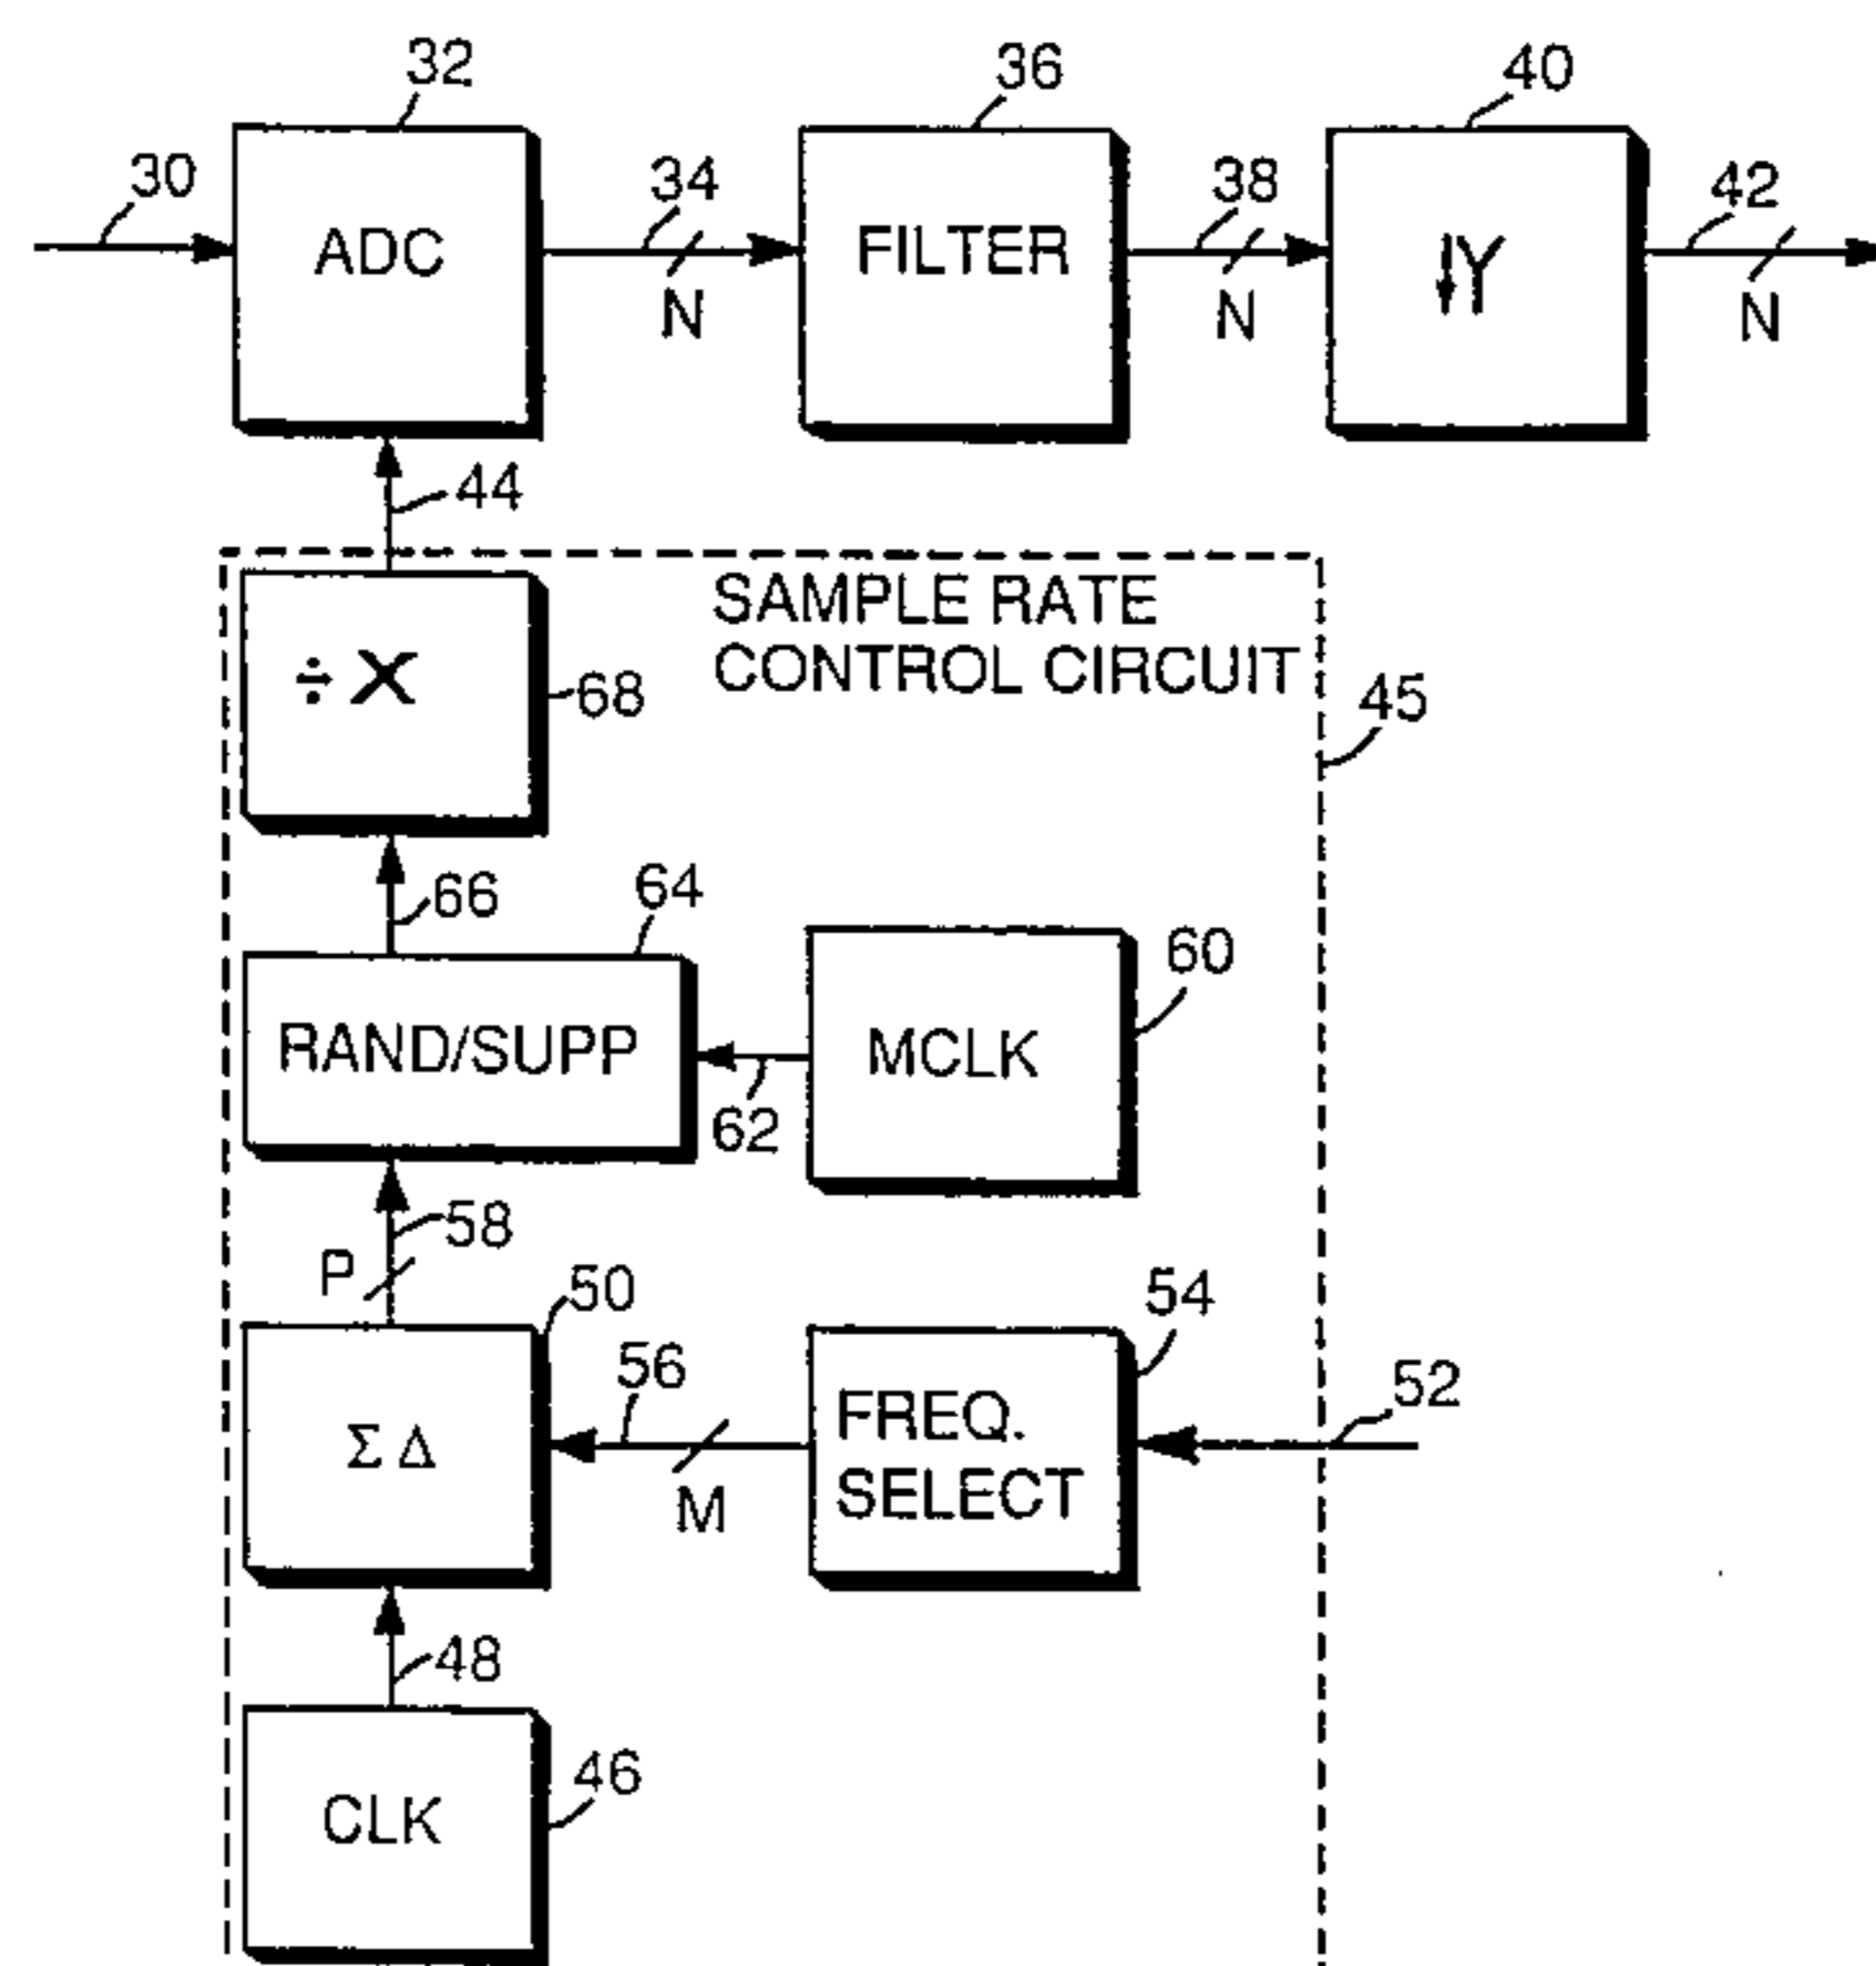 32
36
40
30
34
38
42
ADC
FILTER
↓Y
N
N
N
44
SAMPLE RATE
CONTROL CIRCUIT
÷X
68
45
66
64
60
RAND/SUPP
MCLK
62
58
P
50
54
56
52
ΣΔ
FREQ.
SELECT
M
48
46
CLK